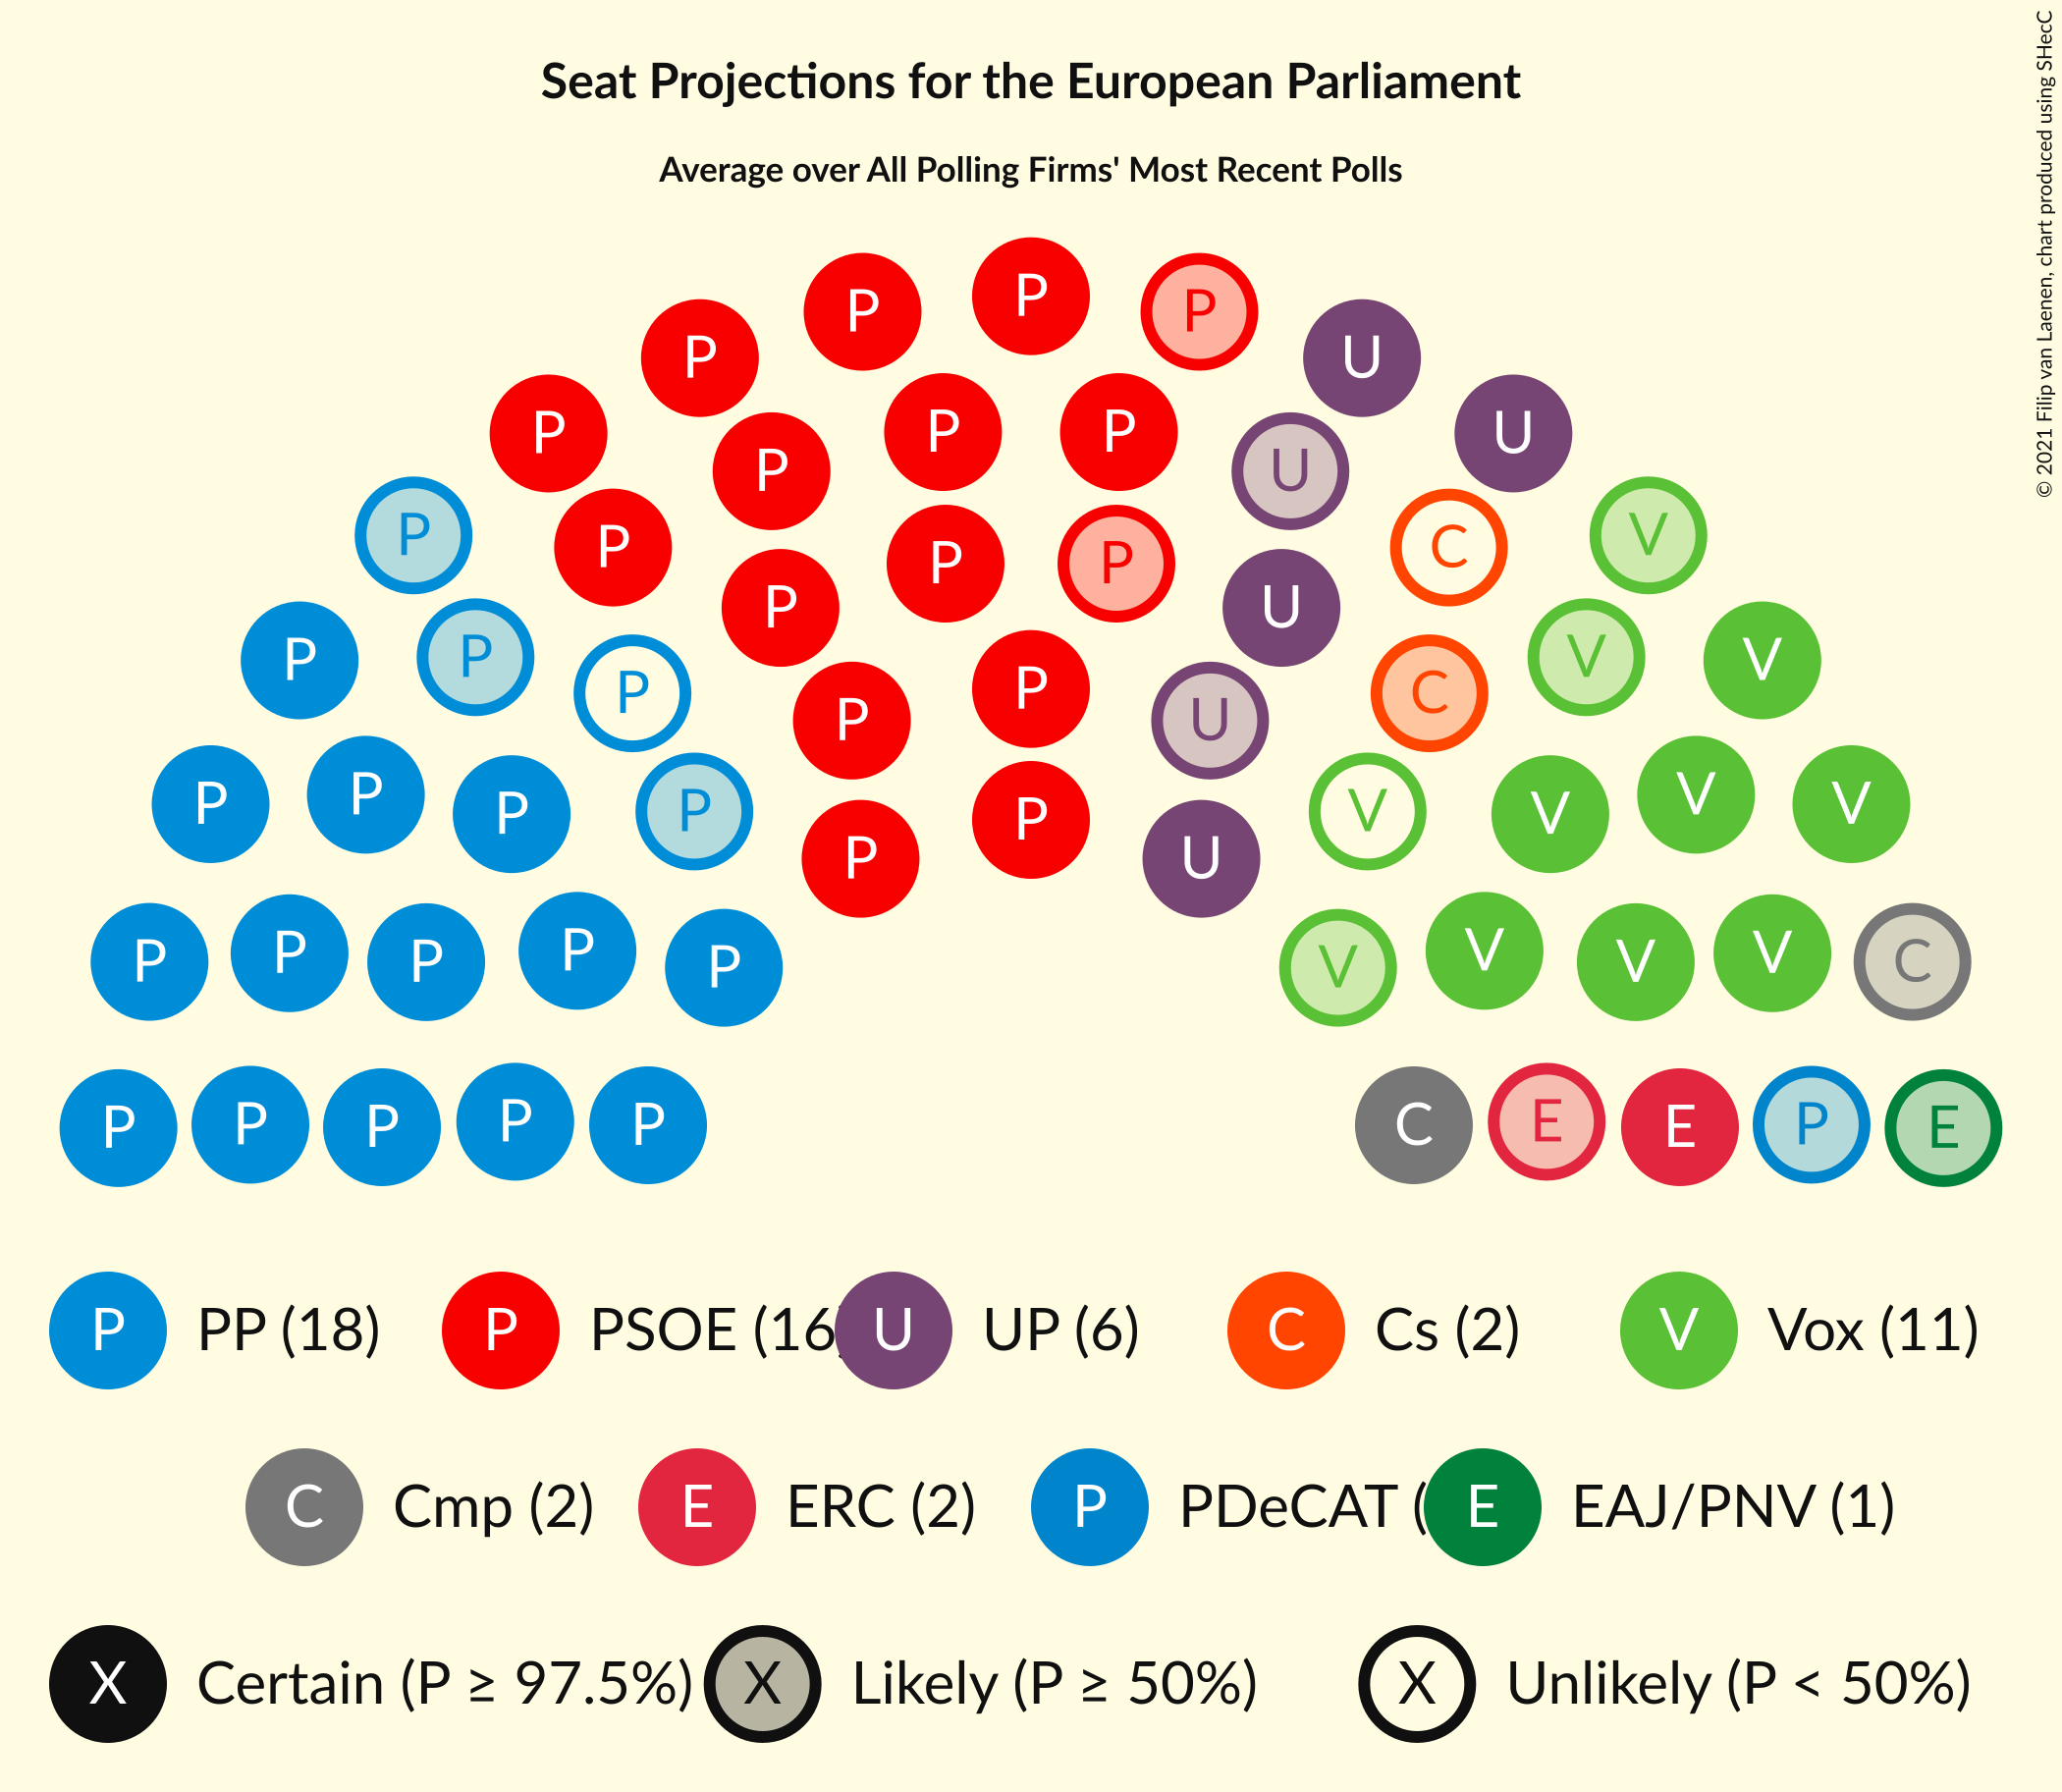 Seat Projections for the European Parliament
Average over All Polling Firms' Most Recent Polls
© 2021 Filip van Laenen, chart produced using SHecC
P P P
P P U
P P U
P P P U
P U C V
P P P
P P U
P P V V
P P C
P U
P P P V V V V
P P U
P P P P P V V V V C
P P P P P C E E P E
P PP (18) P PSOE (16 U UP (6) C Cs (2) V Vox (11)
C Cmp (2) E ERC (2) P PDeCAT ( E EAJ/PNV (1)
X Certain (P ≥ 97.5%) X Likely (P ≥ 50%) X Unlikely (P < 50%)